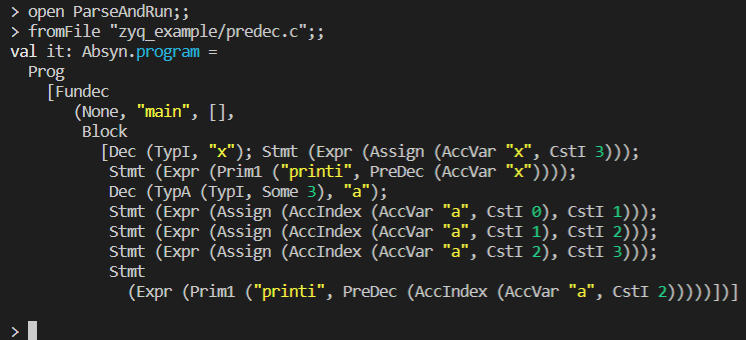 > open ParseAndRun;;
> fromFile "zyq_example/predec.c";;
val it: Absyn.program =
  Prog
    [Fundec
       (None, "main", [],
        Block
          [Dec (TypI, "x"); Stmt (Expr (Assign (AccVar "x", CstI 3)));
           Stmt (Expr (Prim1 ("printi", PreDec (AccVar "x"))));
           Dec (TypA (TypI, Some 3), "a");
           Stmt (Expr (Assign (AccIndex (AccVar "a", CstI 0), CstI 1)));
           Stmt (Expr (Assign (AccIndex (AccVar "a", CstI 1), CstI 2)));
           Stmt (Expr (Assign (AccIndex (AccVar "a", CstI 2), CstI 3)));
           Stmt
             (Expr (Prim1 ("printi", PreDec (AccIndex (AccVar "a", CstI 2)))))])]
>